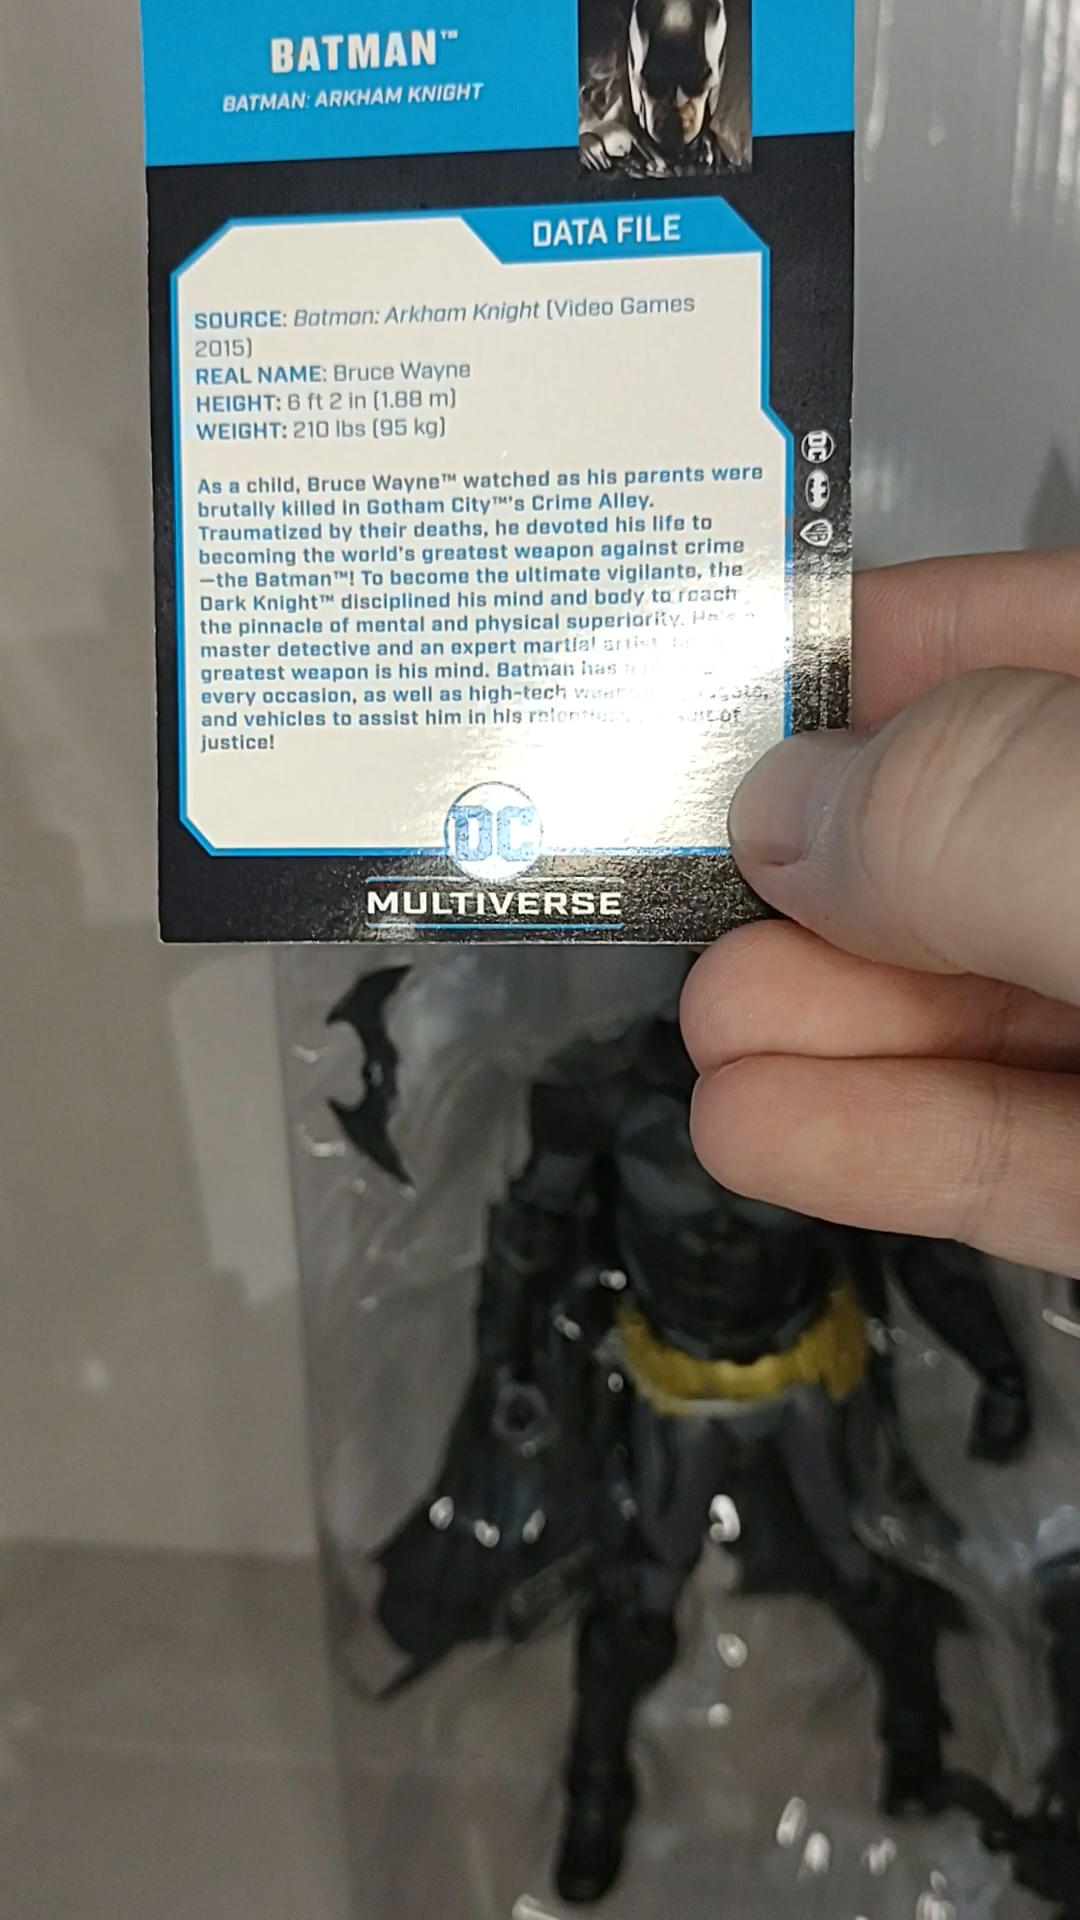 BATMAN™
BATMAN: ARKHAM KNIGHT
DATA FILE
SOURCE: Batman: Arkham Knight (Video Games
2015)
REAL NAME: Bruce Wayne
HEIGHT: 6 ft 2 in (1.88 m)
WEIGHT: 210 lbs (95 kg)
As a child, Bruce Wayne™ watched as his parents were
brutally killed in Gotham City™'s Crime Alley.
Traumatized by their deaths, he devoted his life to
becoming the world's greatest weapon against crime
—the Batman™! To become the ultimate vigilante, the
Dark Knight™ disciplined his mind and body to reach
the pinnacle of mental and physical superiority. He's a
master detective and an expert martial artist
greatest weapon is his mind. Batman has a
every occasion, as well as high-tech
and vehicles to assist him in his of
justice!
DC
MULTIVERSE
DC
WB